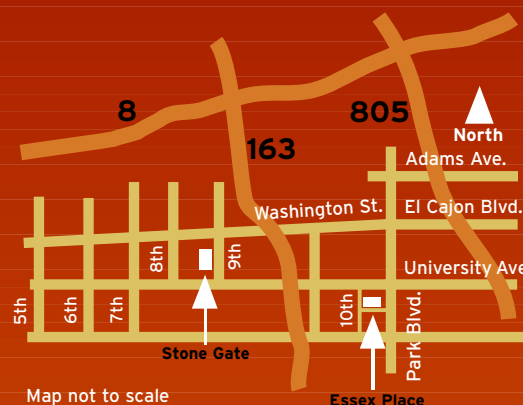 8
805
163
North
Adams Ave.
Washington St.
El Cajon Blvd.
8th
9th
University Ave
5th
6th
7th
10th
Park Blvd.
Stone Gate
Map not to scale
Essex Place